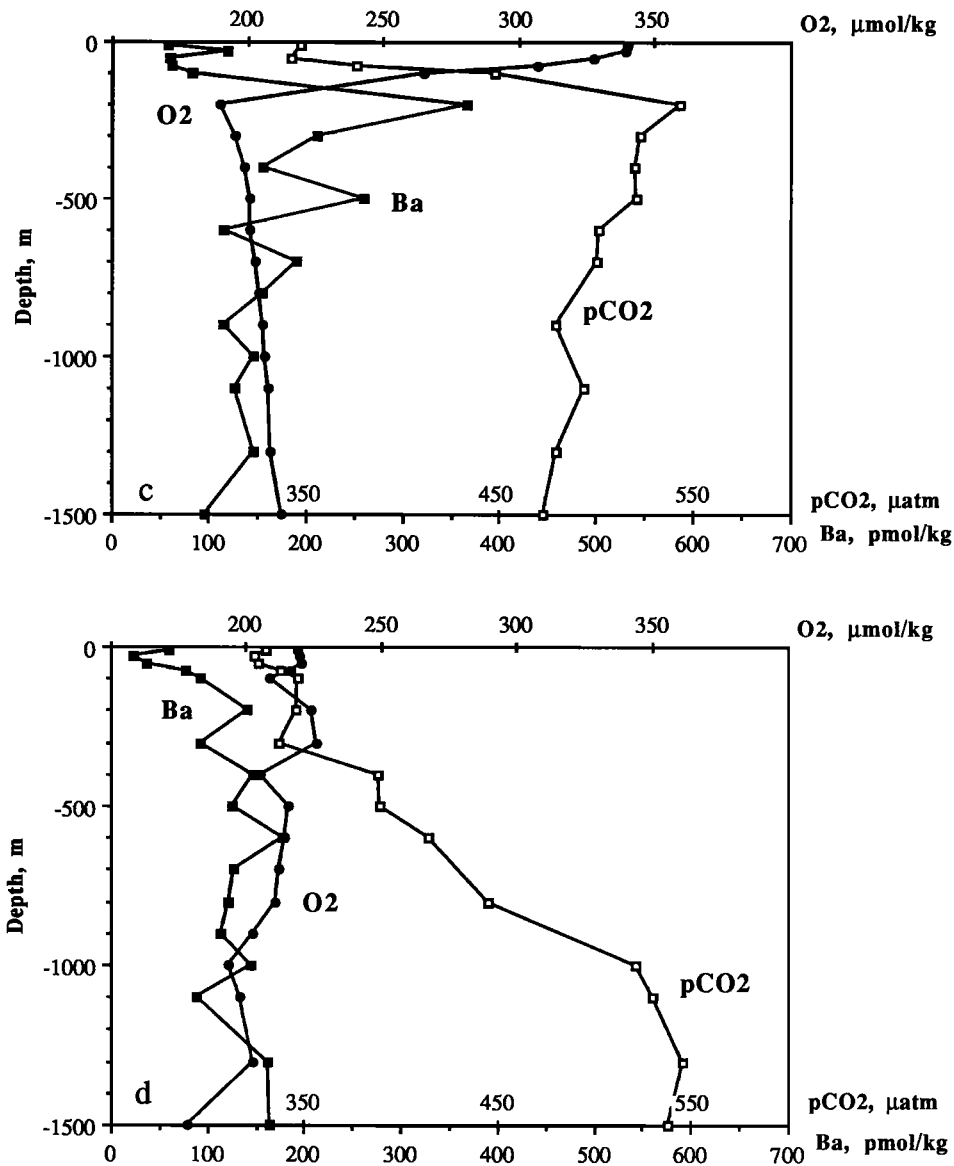 200 250 300 350 O2, µmol/kg
0
O2
Ba
-500
Depth, m
pCO2
-1000
c 350 450 550 pCO2, µatm
-1500
0 100 200 300 400 500 600 700 Ba, pmol/kg
200 250 300 350 O2, µmol/kg
0
Ba
-500
Depth, m
O2
-1000
pCO2
d 350 450 550 pCO2, µatm
-1500
0 100 200 300 400 500 600 700 Ba, pmol/kg